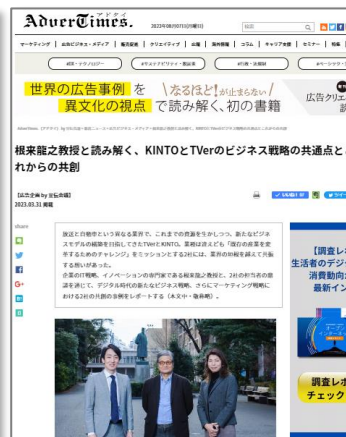 アドタイ
AdverTimes.
検索
マーケティング | 広告ビジネス・メディア | 販売促進 | クリエイティブ | 広報 | 海外情報 | コラム | キャリア支援 | セミナー | 特集
世界の広告事例 を \なるほど!が止まらない/
異文化の視点 で読み解く、初の書籍
広告クリエ
根来龍之教授と読み解く、KINTOとTVerのビジネス戦略の共通点と
れからの共創
【広告企画 by 宣伝会議】
2023.03.31 掲載
share
放送と自動車という異なる業界で、これまでの資源を生かしつつ、新たなビジネ
スモデルの構築を目指してきたTVerとKINTO。業種は違えども「既存の産業を変
革するためのチャレンジ」をミッションとする2社には、業界の枠を越えて共鳴
する想いがあった。
企業のIT戦略、イノベーションの専門家である根来龍之教授と、2社の担当者の鼎
談を通じて、デジタル時代の新たなビジネス戦略、さらにマーケティング戦略に
おける2社の共創の事例をレポートする（本文中・敬称略）。
【調査レポ
生活者のデジ
消費動向
最新イン
調査レポ
チェック